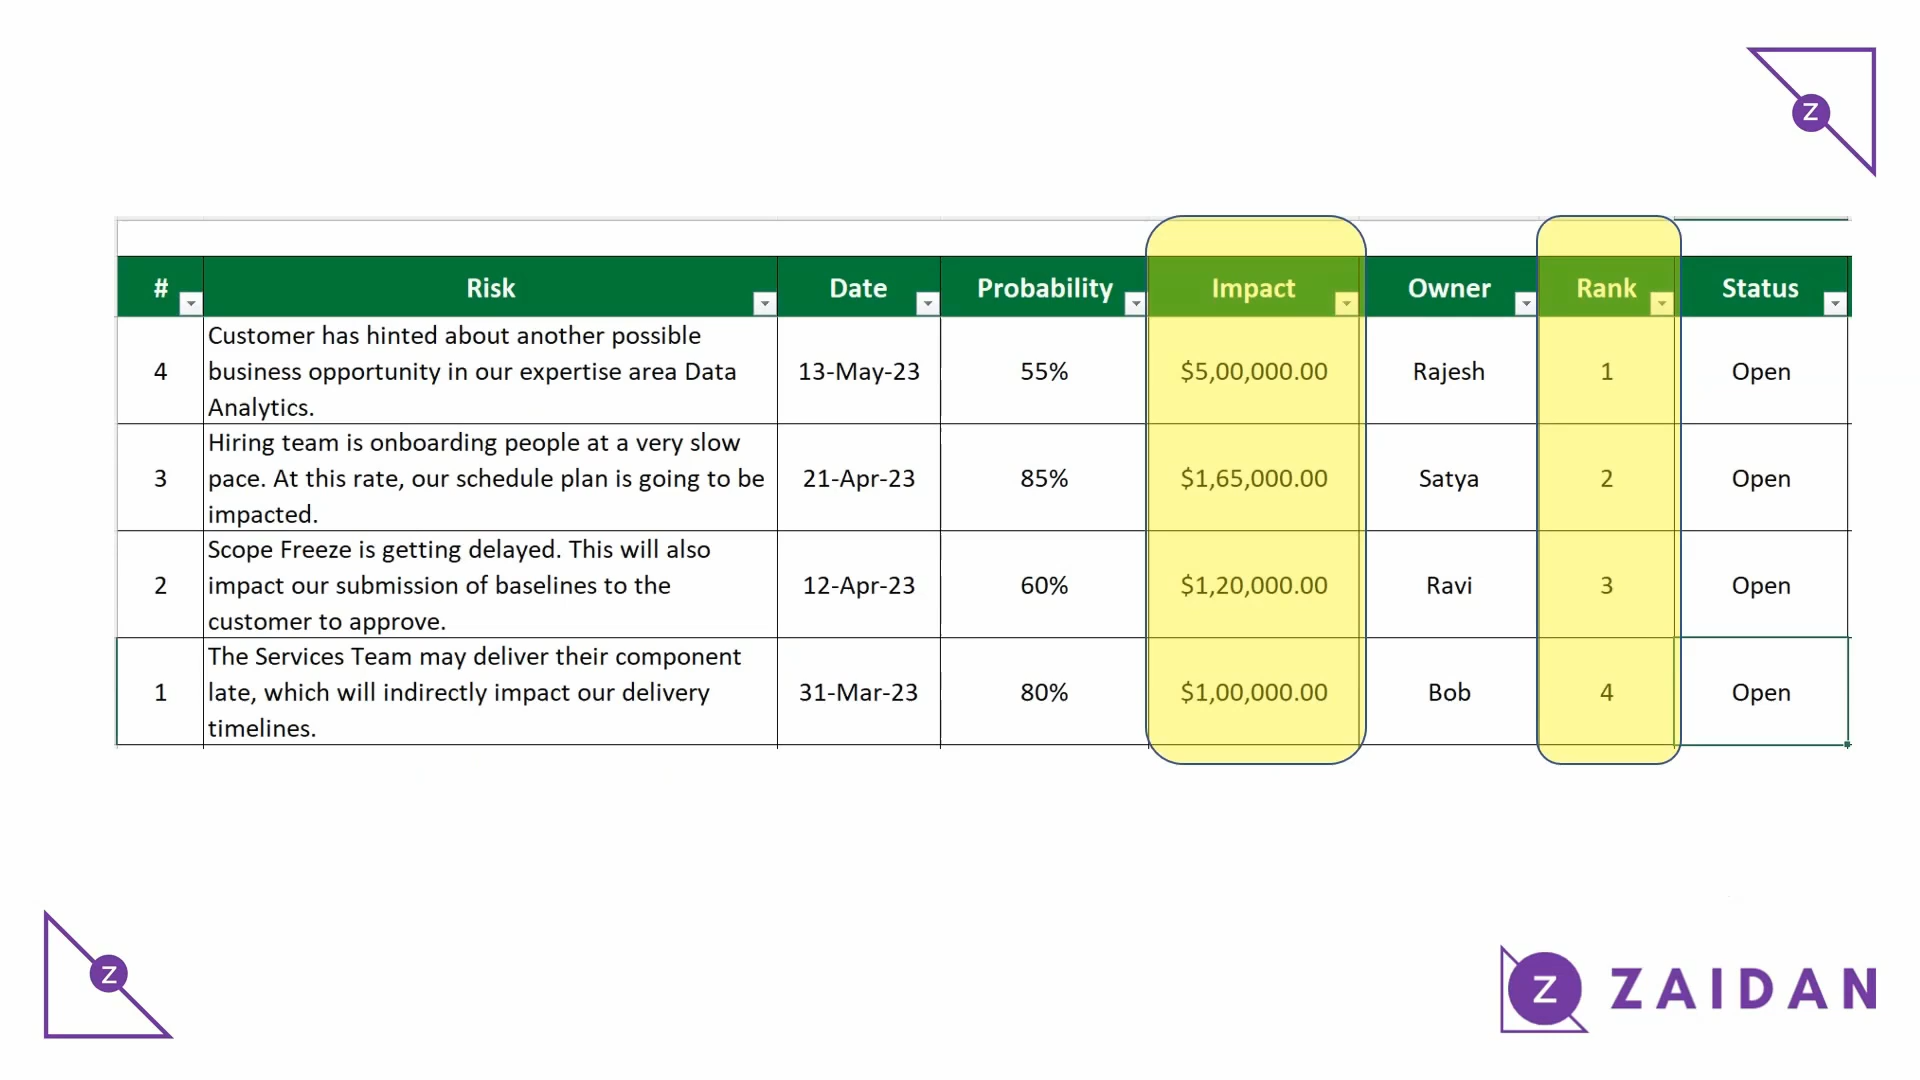 Z
# Risk Date Probability Impact Owner Rank Status
Customer has hinted about another possible
4 business opportunity in our expertise area Data 13-May-23 55% $5,00,000.00 Rajesh 1 Open
Analytics.
Hiring team is onboarding people at a very slow
3 pace. At this rate, our schedule plan is going to be 21-Apr-23 85% $1,65,000.00 Satya 2 Open
impacted.
Scope Freeze is getting delayed. This will also
2 impact our submission of baselines to the 12-Apr-23 60% $1,20,000.00 Ravi 3 Open
customer to approve.
The Services Team may deliver their component
1 late, which will indirectly impact our delivery 31-Mar-23 80% $1,00,000.00 Bob 4 Open
timelines.
Z
Z ZAIDAN